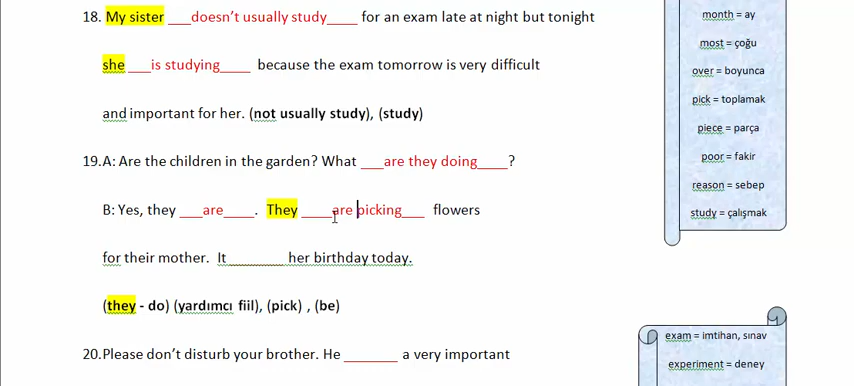 18. My sister ___doesn't usually study____ for an exam late at night but tonight
she ___is studying____ because the exam tomorrow is very difficult
and important for her. (not usually study), (study)
19.A: Are the children in the garden? What ___are they doing____ ?
B: Yes, they ___are____. They ____are picking___ flowers
for their mother. It _______ her birthday today.
(they - do) (yardımcı fiil), (pick) , (be)
20.Please don't disturb your brother. He _______ a very important
month = ay
most = çoğu
over = boyunca
pick = toplamak
piece = parça
poor = fakir
reason = sebep
study = çalışmak
exam = imtihan, sınav
experiment = deney